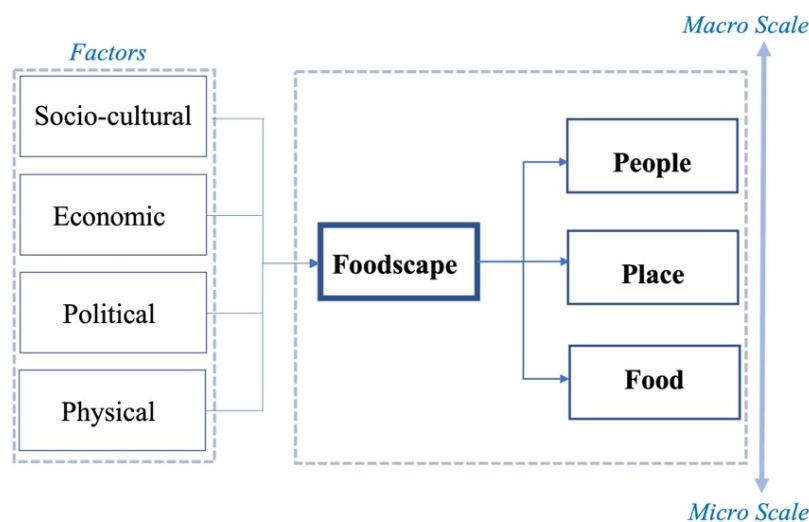 Macro Scale
Factors
Socio-cultural
People
Economic
Foodscape
Place
Political
Food
Physical
Micro Scale